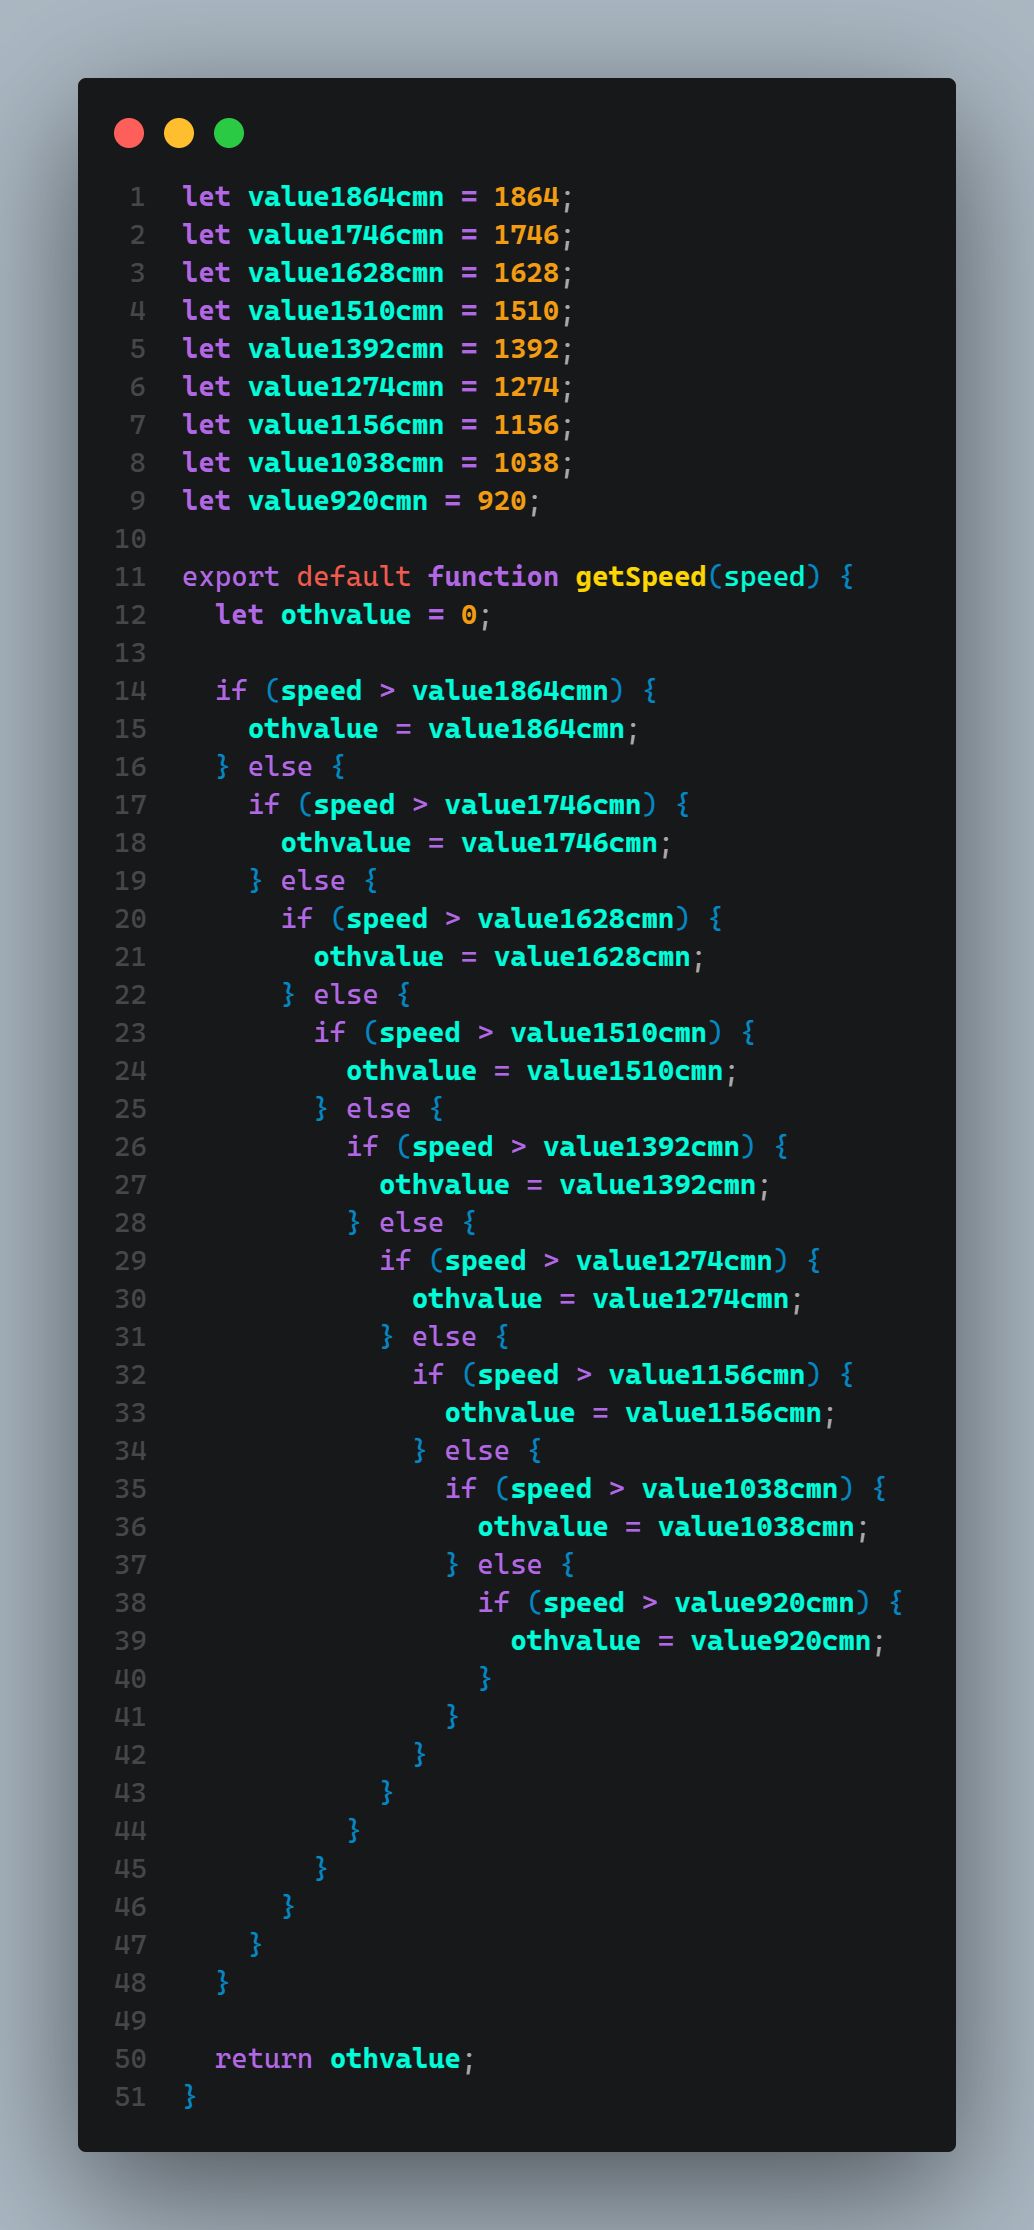 1 let value1864cmn = 1864;
2 let value1746cmn = 1746;
3 let value1628cmn = 1628;
4 let value1510cmn = 1510;
5 let value1392cmn = 1392;
6 let value1274cmn = 1274;
7 let value1156cmn = 1156;
8 let value1038cmn = 1038;
9 let value920cmn = 920;
10
11 export default function getSpeed(speed) {
12   let othvalue = 0;
13
14   if (speed > value1864cmn) {
15     othvalue = value1864cmn;
16   } else {
17     if (speed > value1746cmn) {
18       othvalue = value1746cmn;
19     } else {
20       if (speed > value1628cmn) {
21         othvalue = value1628cmn;
22       } else {
23         if (speed > value1510cmn) {
24           othvalue = value1510cmn;
25         } else {
26           if (speed > value1392cmn) {
27             othvalue = value1392cmn;
28           } else {
29             if (speed > value1274cmn) {
30               othvalue = value1274cmn;
31             } else {
32               if (speed > value1156cmn) {
33                 othvalue = value1156cmn;
34               } else {
35                 if (speed > value1038cmn) {
36                   othvalue = value1038cmn;
37                 } else {
38                   if (speed > value920cmn) {
39                     othvalue = value920cmn;
40                   }
41                 }
42               }
43             }
44           }
45         }
46       }
47     }
48   }
49
50   return othvalue;
51 }